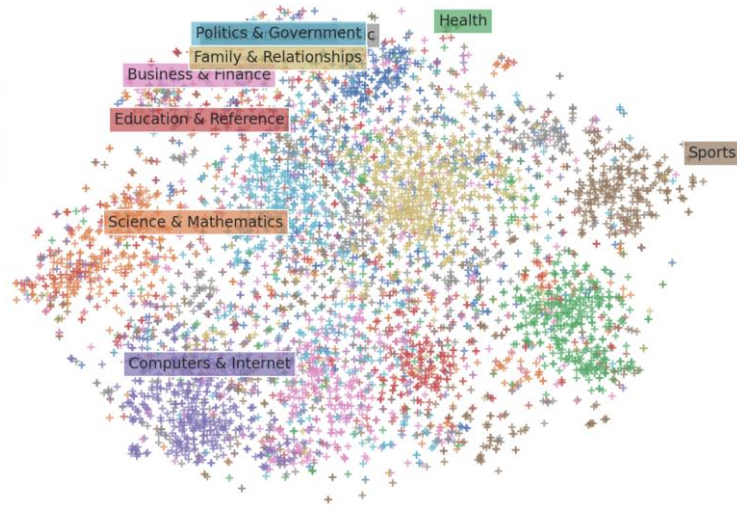 Health
Politics & Government
c
Family & Relationships
Business & Finance
Education & Reference
Sports
Science & Mathematics
Computers & Internet